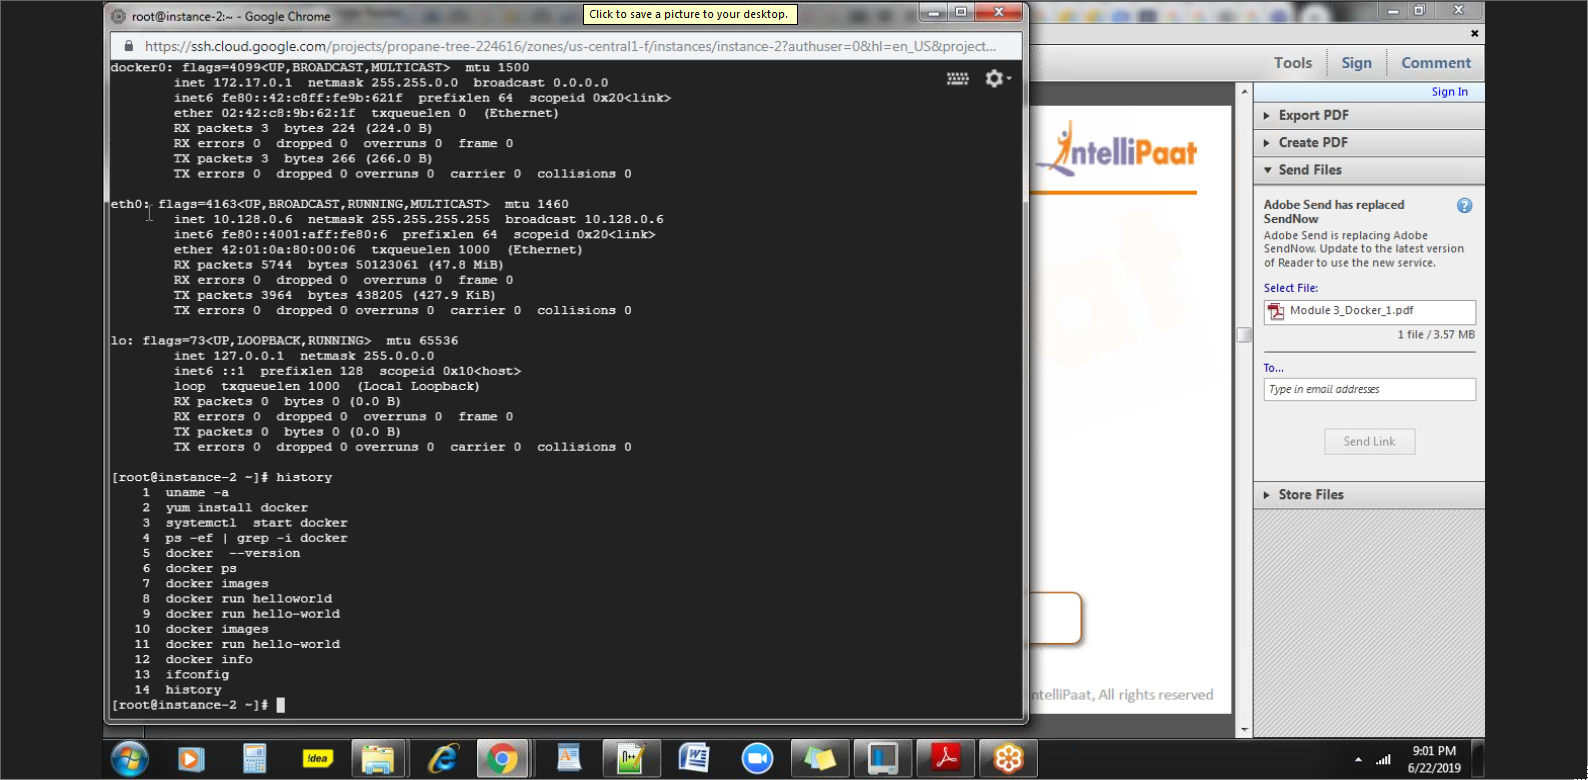 root@instance-2:~ - Google Chrome
Click to save a picture to your desktop.
https://ssh.cloud.google.com/projects/propane-tree-224616/zones/us-central1-f/instances/instance-2?authuser=0&hl=en_US&project...
docker0: flags=4099<UP,BROADCAST,MULTICAST>  mtu 1500
inet 172.17.0.1  netmask 255.255.0.0  broadcast 0.0.0.0
inet6 fe80::42:c8ff:fe9b:621f  prefixlen 64  scopeid 0x20<link>
ether 02:42:c8:9b:62:1f  txqueuelen 0  (Ethernet)
RX packets 3  bytes 224 (224.0 B)
RX errors 0  dropped 0  overruns 0  frame 0
TX packets 3  bytes 266 (266.0 B)
TX errors 0  dropped 0 overruns 0  carrier 0  collisions 0
eth0: flags=4163<UP,BROADCAST,RUNNING,MULTICAST>  mtu 1460
inet 10.128.0.6  netmask 255.255.255.255  broadcast 10.128.0.6
inet6 fe80::4001:aff:fe80:6  prefixlen 64  scopeid 0x20<link>
ether 42:01:0a:80:00:06  txqueuelen 1000  (Ethernet)
RX packets 5744  bytes 50123061 (47.8 MiB)
RX errors 0  dropped 0  overruns 0  frame 0
TX packets 3964  bytes 438205 (427.9 KiB)
TX errors 0  dropped 0 overruns 0  carrier 0  collisions 0
lo: flags=73<UP,LOOPBACK,RUNNING>  mtu 65536
inet 127.0.0.1  netmask 255.0.0.0
inet6 ::1  prefixlen 128  scopeid 0x10<host>
loop  txqueuelen 1000  (Local Loopback)
RX packets 0  bytes 0 (0.0 B)
RX errors 0  dropped 0  overruns 0  frame 0
TX packets 0  bytes 0 (0.0 B)
TX errors 0  dropped 0 overruns 0  carrier 0  collisions 0
[root@instance-2 ~]# history
1  uname -a
2  yum install docker
3  systemctl  start docker
4  ps -ef | grep -i docker
5  docker  --version
6  docker ps
7  docker images
8  docker run helloworld
9  docker run hello-world
10  docker images
11  docker run hello-world
12  docker info
13  ifconfig
14  history
[root@instance-2 ~]#
IntelliPaat
ntelliPaat, All rights reserved
Tools
Sign
Comment
Sign In
Export PDF
Create PDF
Send Files
Adobe Send has replaced
SendNow
Adobe Send is replacing Adobe
SendNow. Update to the latest version
of Reader to use the new service.
Select File:
Module 3_Docker_1.pdf
1 file / 3.57 MB
To...
Type in email addresses
Send Link
Store Files
!dea
9:01 PM
6/22/2019